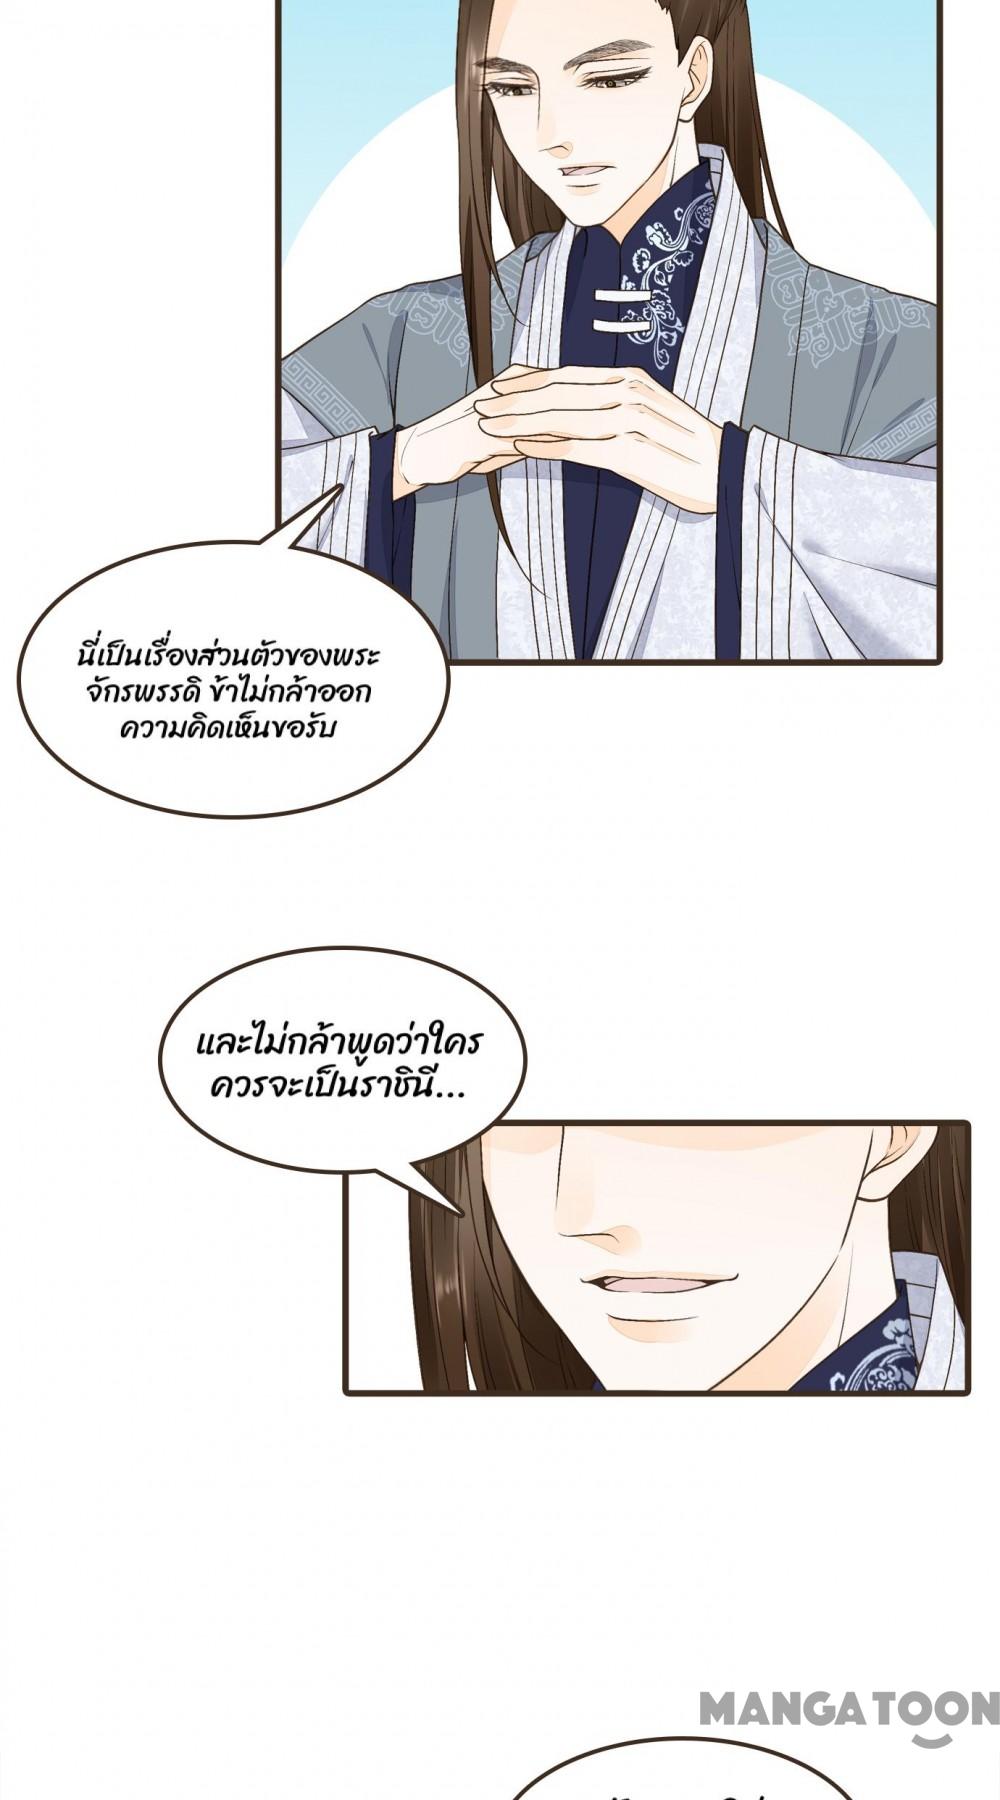 นี่เป็นเรื่องส่วนตัวของพระ
จักรพรรดิ ข้าไม่กล้าออก
ความคิดเห็นขอรับ
และไม่กล้าพูดว่าใคร
ควรจะเป็นราชินี...
MANGATOON